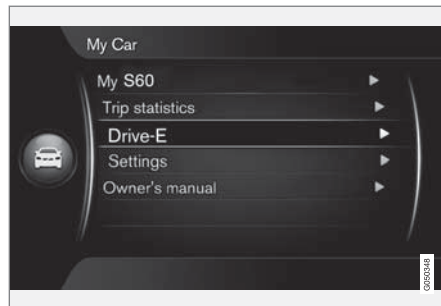 My Car
My S60
Trip statistics
Drive-E
Settings
Owner's manual
G050348